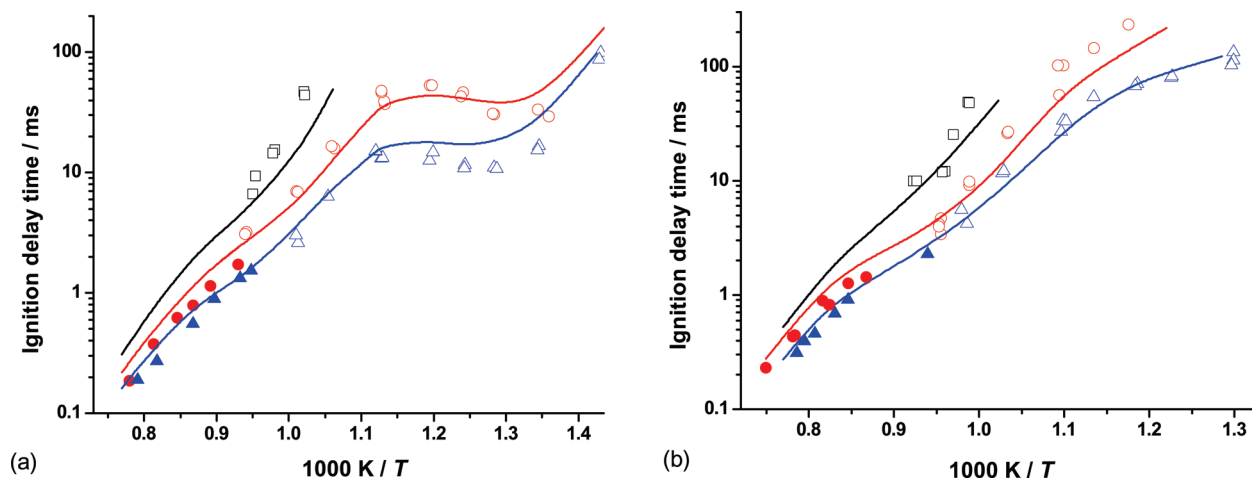 Ignition delay time / ms
100
10
1
0.1
0.8 0.9 1.0 1.1 1.2 1.3 1.4
1000 K / T
(a)
Ignition delay time / ms
100
10
1
0.1
0.8 0.9 1.0 1.1 1.2 1.3
1000 K / T
(b)